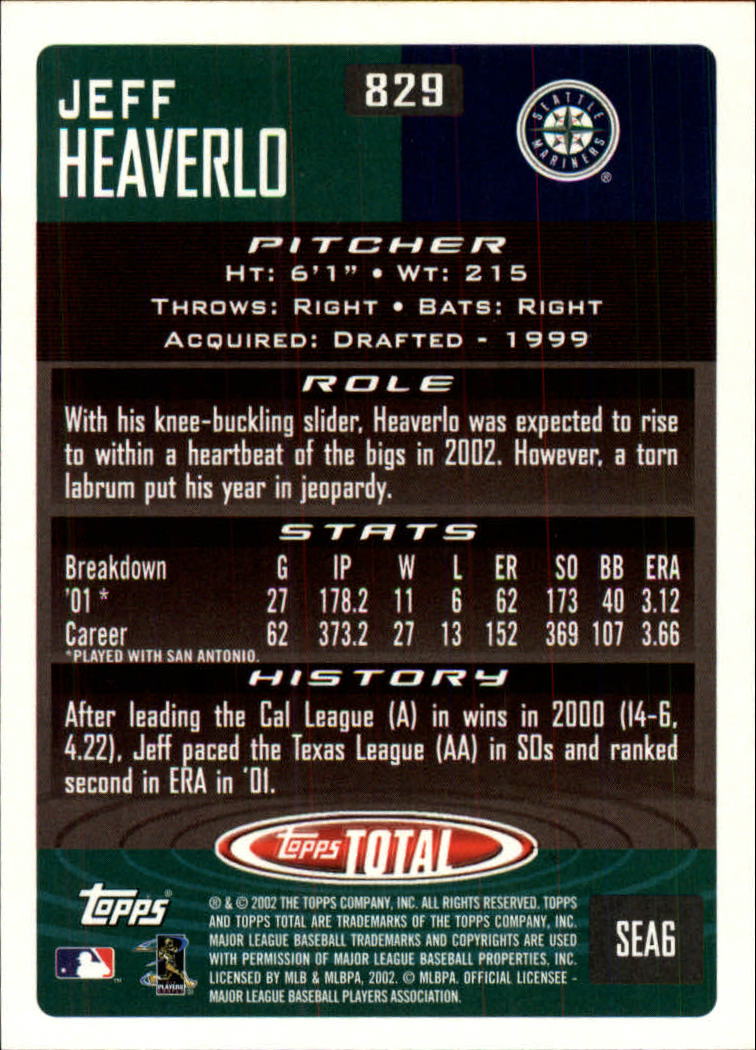 829
JEFF
HEAVERLO
SEATTLE
MARINERS
®
PITCHER
HT: 6'1" • WT: 215
THROWS: RIGHT • BATS: RIGHT
ACQUIRED: DRAFTED - 1999
ROLE
With his knee-buckling slider, Heaverlo was expected to rise
to within a heartbeat of the bigs in 2002. However, a torn
labrum put his year in jeopardy.
STATS
Breakdown G IP W L ER SO BB ERA
'01 * 27 178.2 11 6 62 173 40 3.12
Career 62 373.2 27 13 152 369 107 3.66
*PLAYED WITH SAN ANTONIO.
HISTORY
After leading the Cal League (A) in wins in 2000 (14-6,
4.22), Jeff paced the Texas League (AA) in SOs and ranked
second in ERA in '01.
Topps TOTAL
Topps®
® & © 2002 THE TOPPS COMPANY, INC. ALL RIGHTS RESERVED. TOPPS
AND TOPPS TOTAL ARE TRADEMARKS OF THE TOPPS COMPANY, INC.
MAJOR LEAGUE BASEBALL TRADEMARKS AND COPYRIGHTS ARE USED
WITH PERMISSION OF MAJOR LEAGUE BASEBALL PROPERTIES, INC.
LICENSED BY MLB & MLBPA, 2002. © MLBPA. OFFICIAL LICENSEE -
MAJOR LEAGUE BASEBALL PLAYERS ASSOCIATION.
SEA6
™
PLAYERS
®